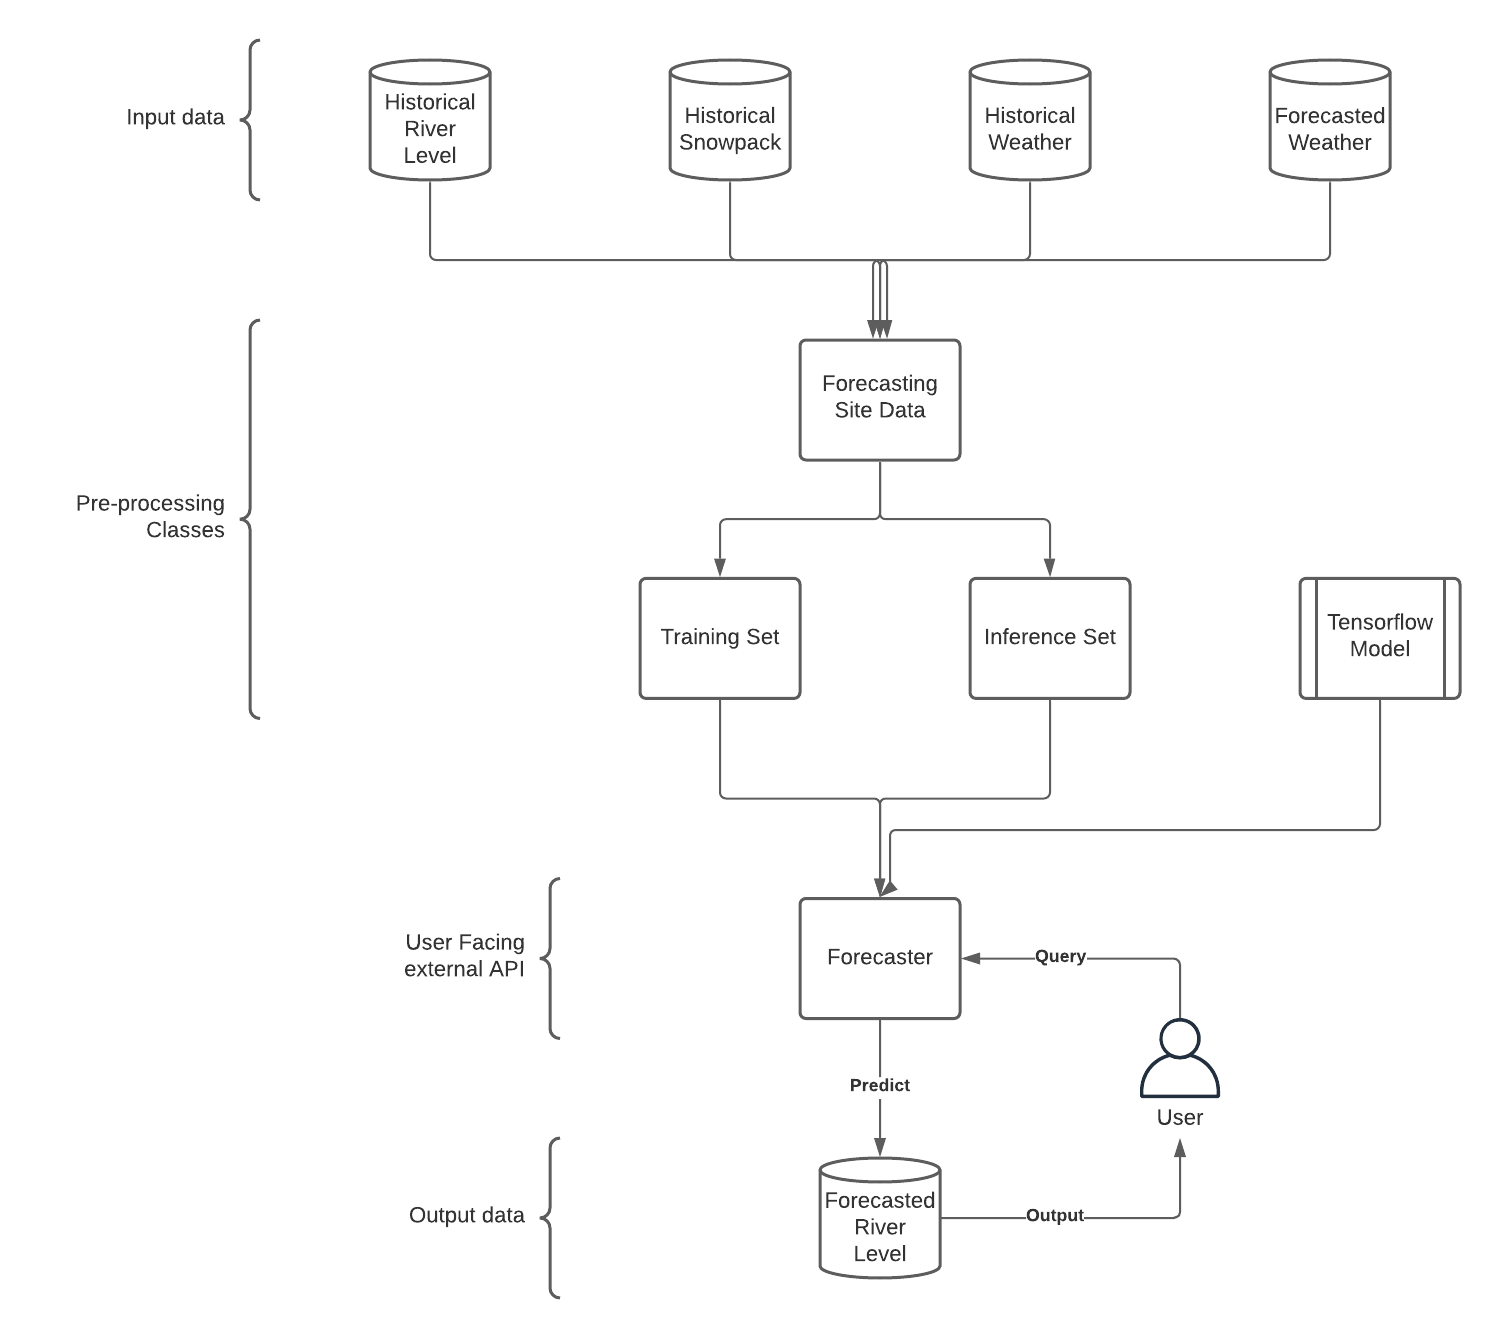 Input data
Historical
River
Level
Historical
Snowpack
Historical
Weather
Forecasted
Weather
Forecasting
Site Data
Pre-processing
Classes
Training Set
Inference Set
Tensorflow
Model
User Facing
external API
Forecaster
Query
Predict
User
Output data
Forecasted
River
Level
Output